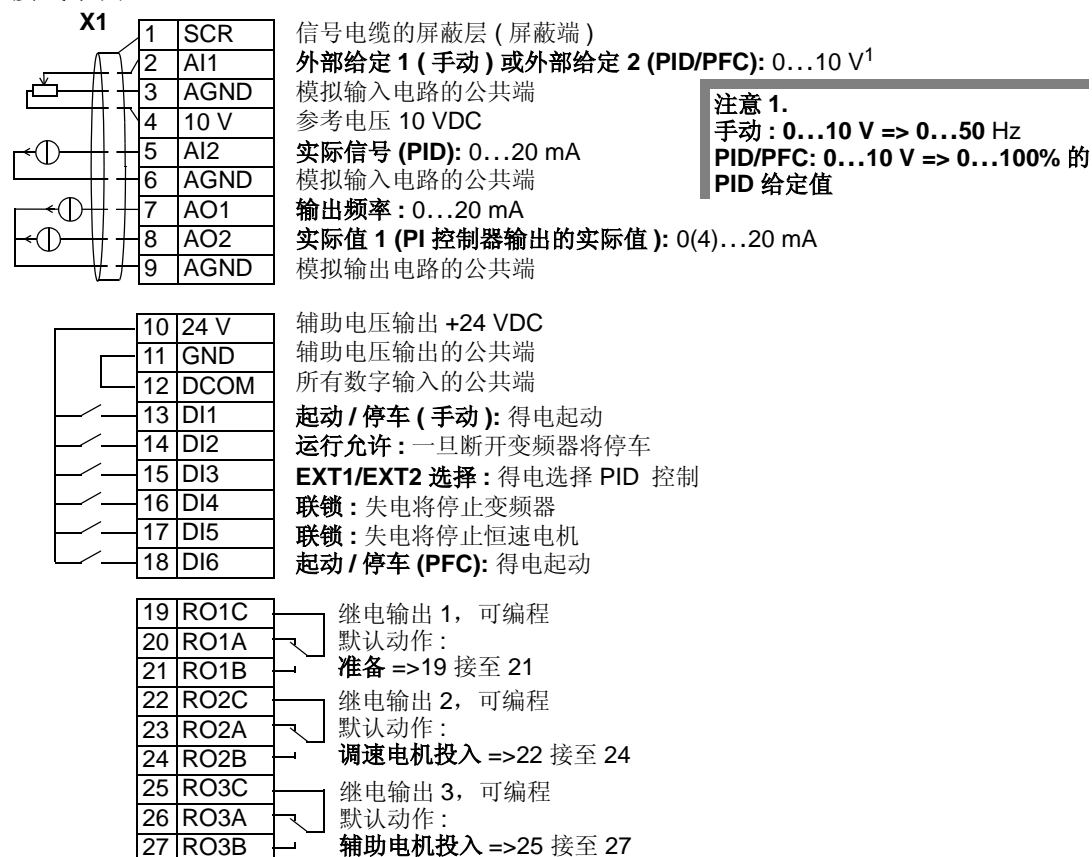 X1
1 SCR 信号电缆的屏蔽层 ( 屏蔽端 )
2 AI1 外部给定 1 ( 手动 ) 或外部给定 2 (PID/PFC): 0…10 V1
3 AGND 模拟输入电路的公共端
4 10 V 参考电压 10 VDC
5 AI2 实际信号 (PID): 0…20 mA
6 AGND 模拟输入电路的公共端
7 AO1 输出频率 : 0…20 mA
8 AO2 实际值 1 (PI 控制器输出的实际值 ): 0(4)…20 mA
9 AGND 模拟输出电路的公共端
注意 1.
手动 : 0…10 V => 0…50 Hz
PID/PFC: 0…10 V => 0…100% 的
PID 给定值
10 24 V 辅助电压输出 +24 VDC
11 GND 辅助电压输出的公共端
12 DCOM 所有数字输入的公共端
13 DI1 起动 / 停车 ( 手动 ): 得电起动
14 DI2 运行允许 : 一旦断开变频器将停车
15 DI3 EXT1/EXT2 选择 : 得电选择 PID 控制
16 DI4 联锁 : 失电将停止变频器
17 DI5 联锁 : 失电将停止恒速电机
18 DI6 起动 / 停车 (PFC): 得电起动
19 RO1C 继电输出 1，可编程
20 RO1A 默认动作 :
21 RO1B 准备 =>19 接至 21
22 RO2C 继电输出 2，可编程
23 RO2A 默认动作 :
24 RO2B 调速电机投入 =>22 接至 24
25 RO3C 继电输出 3，可编程
26 RO3A 默认动作 :
27 RO3B 辅助电机投入 =>25 接至 27